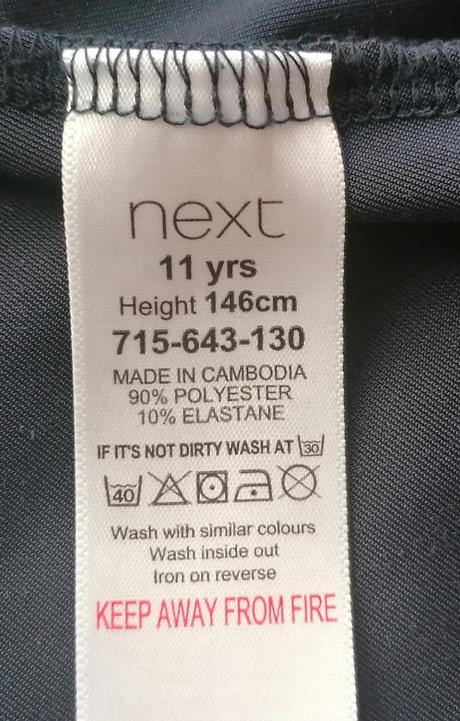 next
11 yrs
Height 146cm
715-643-130
MADE IN CAMBODIA
90% POLYESTER
10% ELASTANE
IF IT'S NOT DIRTY WASH AT 30
40
Wash with similar colours
Wash inside out
Iron on reverse
KEEP AWAY FROM FIRE